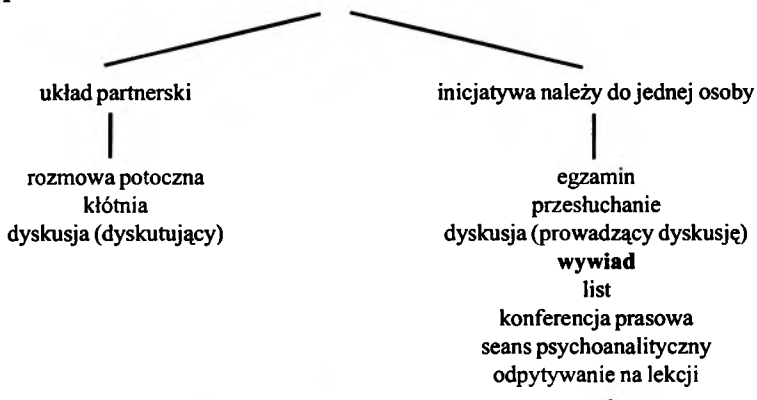 układ partnerski
inicjatywa należy do jednej osoby
rozmowa potoczna
kłótnia
dyskusja (dyskutujący)
egzamin
przesłuchanie
dyskusja (prowadzący dyskusję)
wywiad
list
konferencja prasowa
seans psychoanalityczny
odpytywanie na lekcji